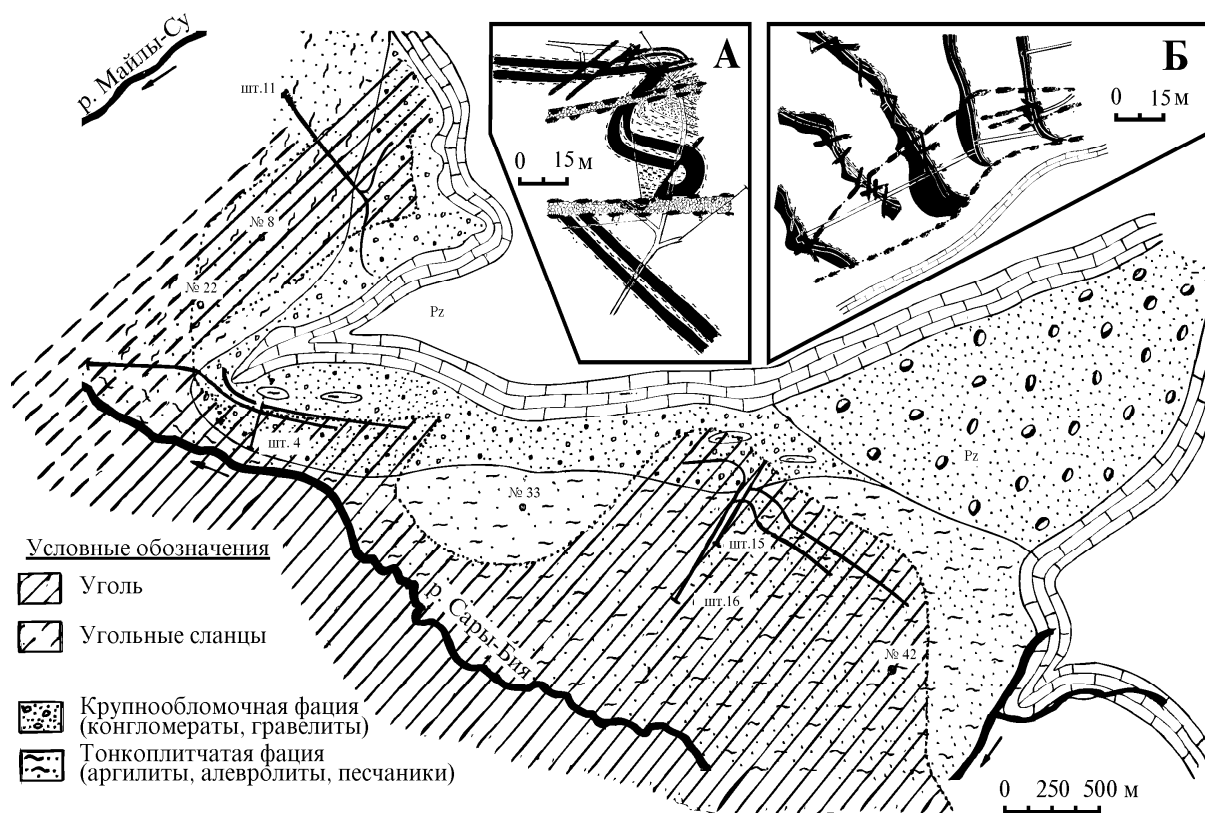 р. Майлы-Су
шт.11
№ 8
№ 22
Pz
шт. 4
№ 33
шт.15
шт.16
р. Сары-Бия
№ 42
Pz
А
0 15 м
Б
0 15 м
Условные обозначения
Уголь
Угольные сланцы
Крупнообломочная фация
(конгломераты, гравелиты)
Тонкоплитчатая фация
(аргилиты, алевролиты, песчаники)
0 250 500 м